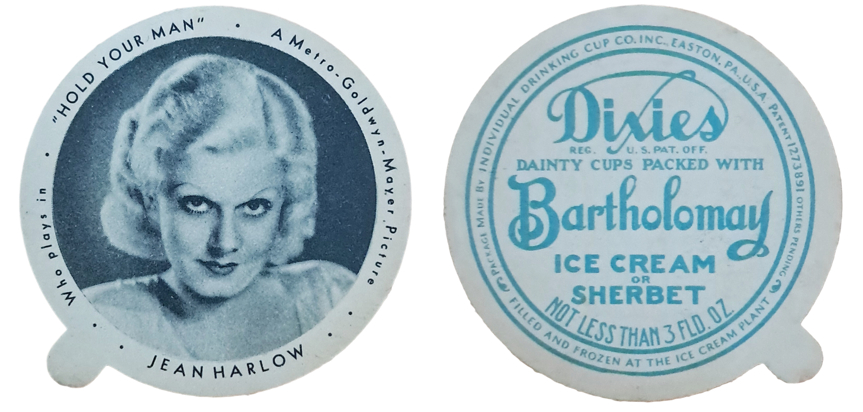 Who plays in • "HOLD YOUR MAN" • A Metro-Goldwyn-Mayer Picture
• JEAN HARLOW •
PACKAGE MADE BY INDIVIDUAL DRINKING CUP CO. INC., EASTON, PA., U.S.A. PATENT 1273891 OTHERS PENDING
Dixies
REG. U.S. PAT. OFF.
DAINTY CUPS PACKED WITH
Bartholomay
ICE CREAM
OR
SHERBET
NOT LESS THAN 3 FLD. OZ.
FILLED AND FROZEN AT THE ICE CREAM PLANT